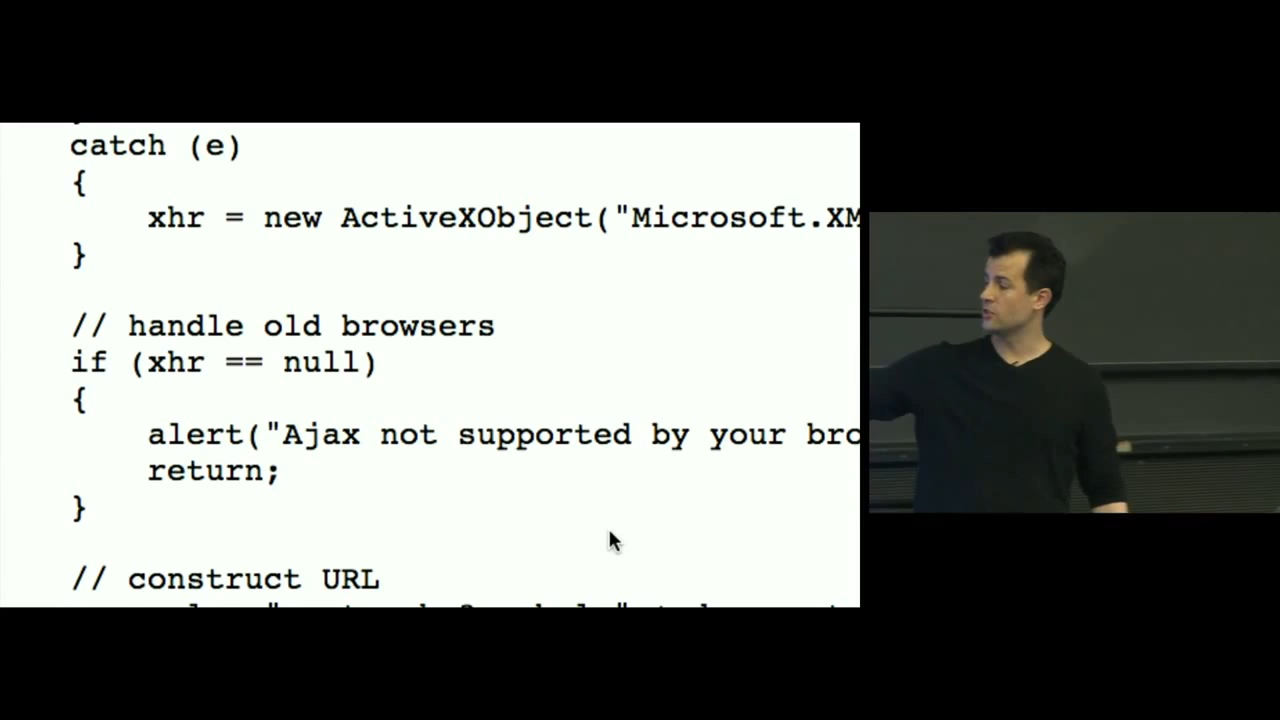 catch (e)
{
xhr = new ActiveXObject("Microsoft.XM
}
// handle old browsers
if (xhr == null)
{
alert("Ajax not supported by your bro
return;
}
// construct URL